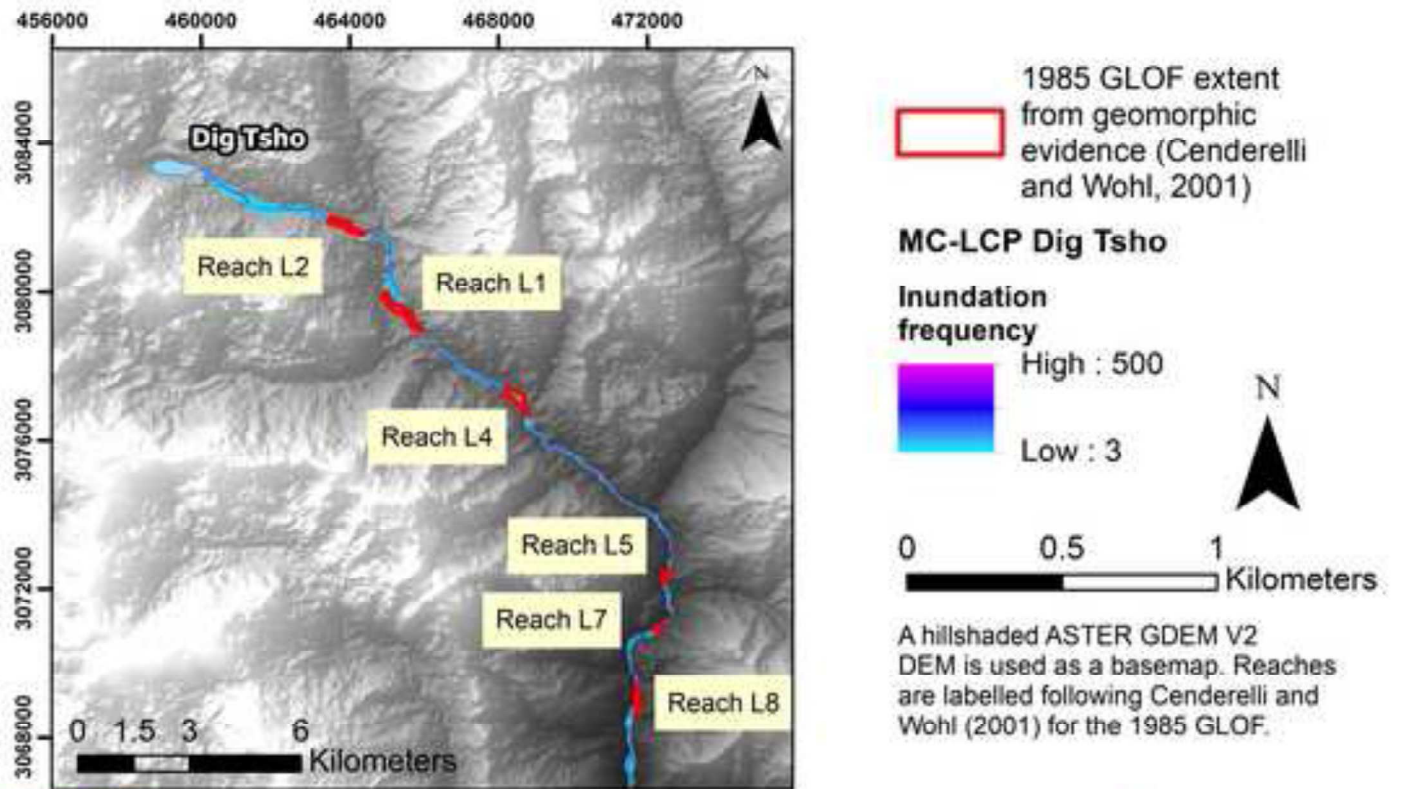 456000 460000 464000 468000 472000
3084000
3080000
3076000
3072000
3068000
N
Dig Tsho
Reach L2
Reach L1
Reach L4
Reach L5
Reach L7
Reach L8
0 1.5 3 6
Kilometers
1985 GLOF extent
from geomorphic
evidence (Cenderelli
and Wohl, 2001)
MC-LCP Dig Tsho
Inundation
frequency
High : 500
Low : 3
N
0 0.5 1
Kilometers
A hillshaded ASTER GDEM V2
DEM is used as a basemap. Reaches
are labelled following Cenderelli and
Wohl (2001) for the 1985 GLOF.